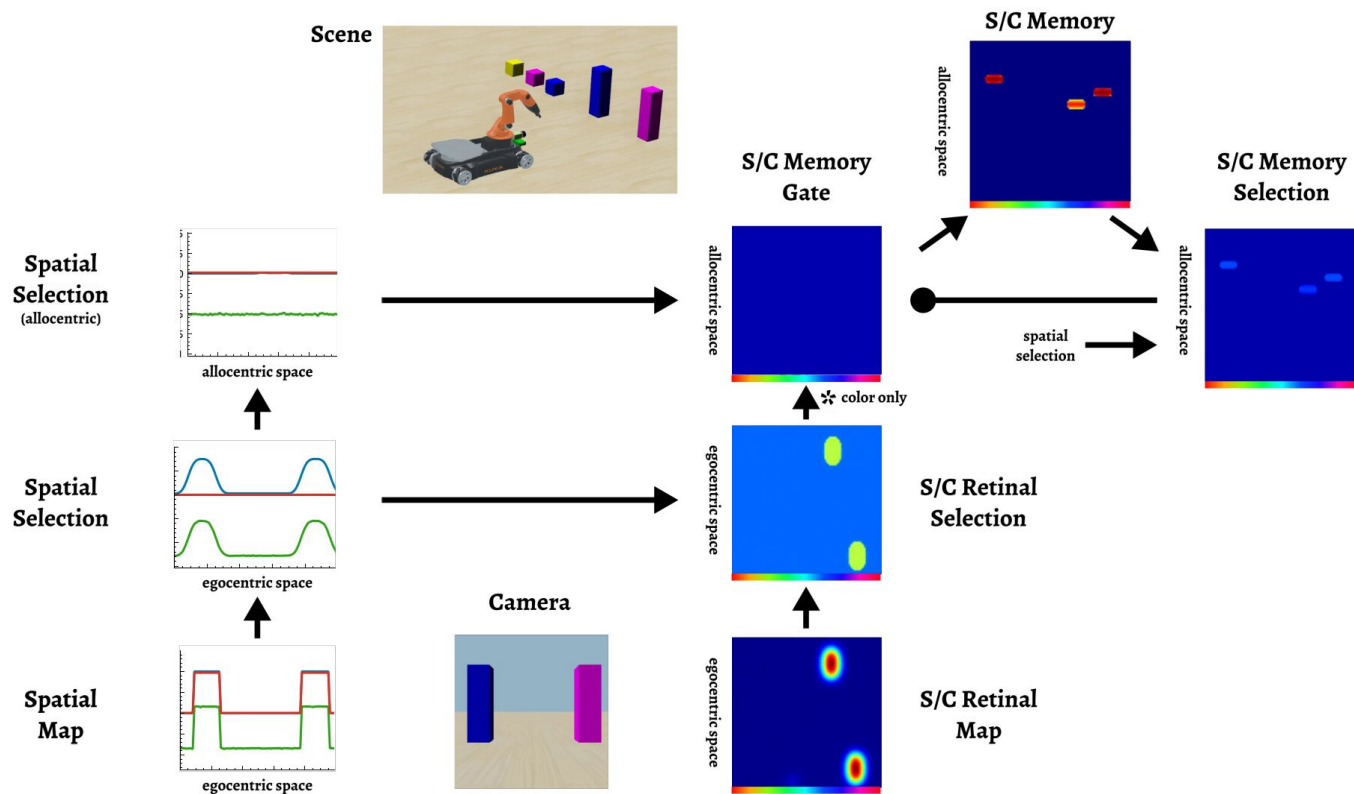 Scene
S/C Memory
allocentric space
S/C Memory
Gate
S/C Memory
Selection
Spatial
Selection
(allocentric)
0
allocentric space
allocentric space
allocentric space
spatial
selection
* color only
Spatial
Selection
egocentric space
egocentric space
S/C Retinal
Selection
Camera
Spatial
Map
egocentric space
egocentric space
S/C Retinal
Map